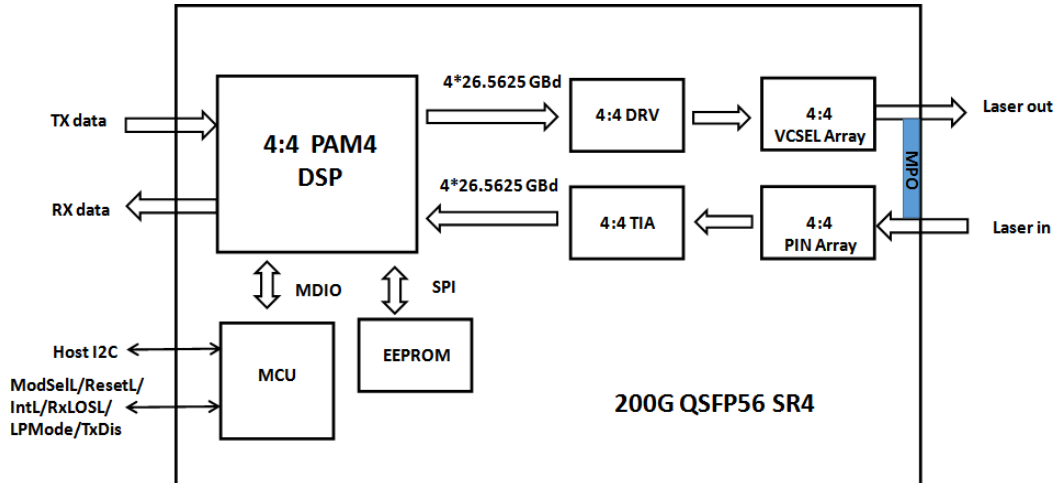 4*26.5625 GBd
TX data
4:4 PAM4
DSP
4:4 DRV
4:4
VCSEL Array
Laser out
MPO
4*26.5625 GBd
RX data
4:4 TIA
4:4
PIN Array
Laser in
MDIO
SPI
Host I2C
MCU
EEPROM
ModSelL/ResetL/
IntL/RxLOSL/
LPMode/TxDis
200G QSFP56 SR4